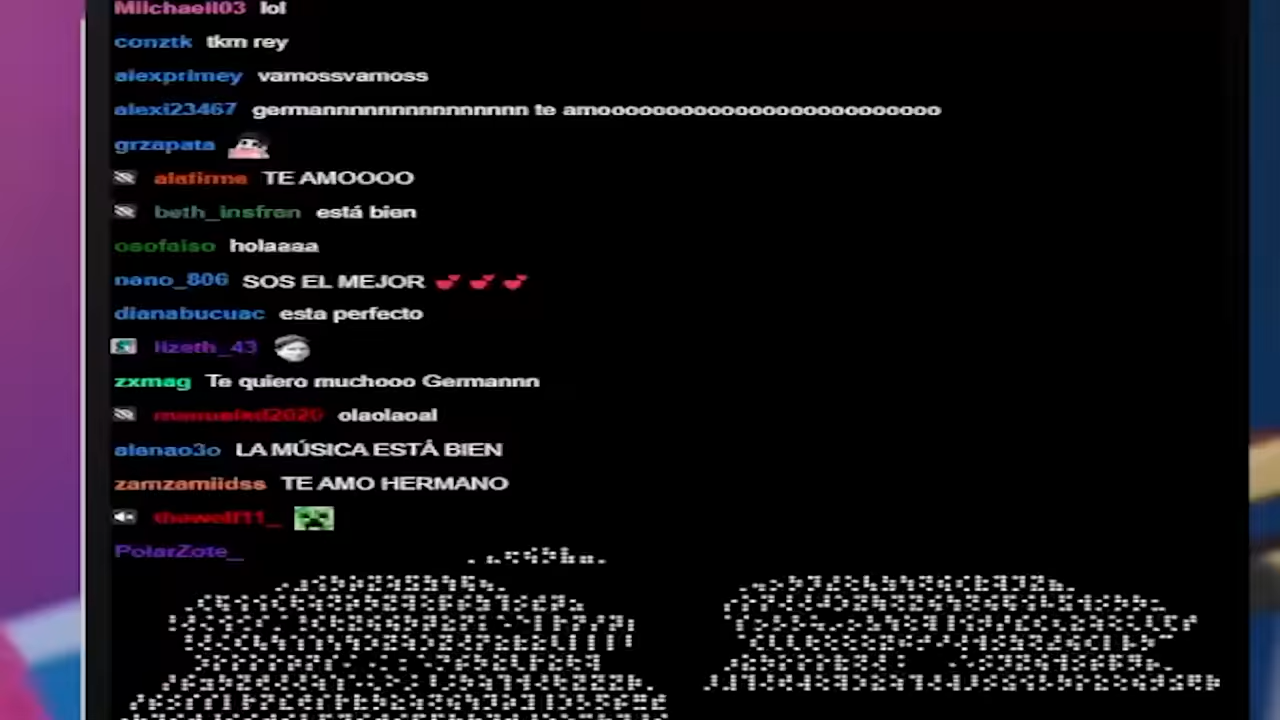 Milchaell03 lol
conztk tkm rey
alexprimey vamossvamoss
alexi23467 germannnnnnnnnnnnnnnn te amoooooooooooooooooooooooo
grzapata
alafirme TE AMOOOO
beth_insfran está bien
osofalso holaaaa
nano_806 SOS EL MEJOR
dianabucuac esta perfecto
lizeth_43
zxmag Te quiero muchooo Germannn
olaolaoal
alanao3o LA MÚSICA ESTÁ BIEN
zamzamiidss TE AMO HERMANO
thewolf11_
PolarZote_